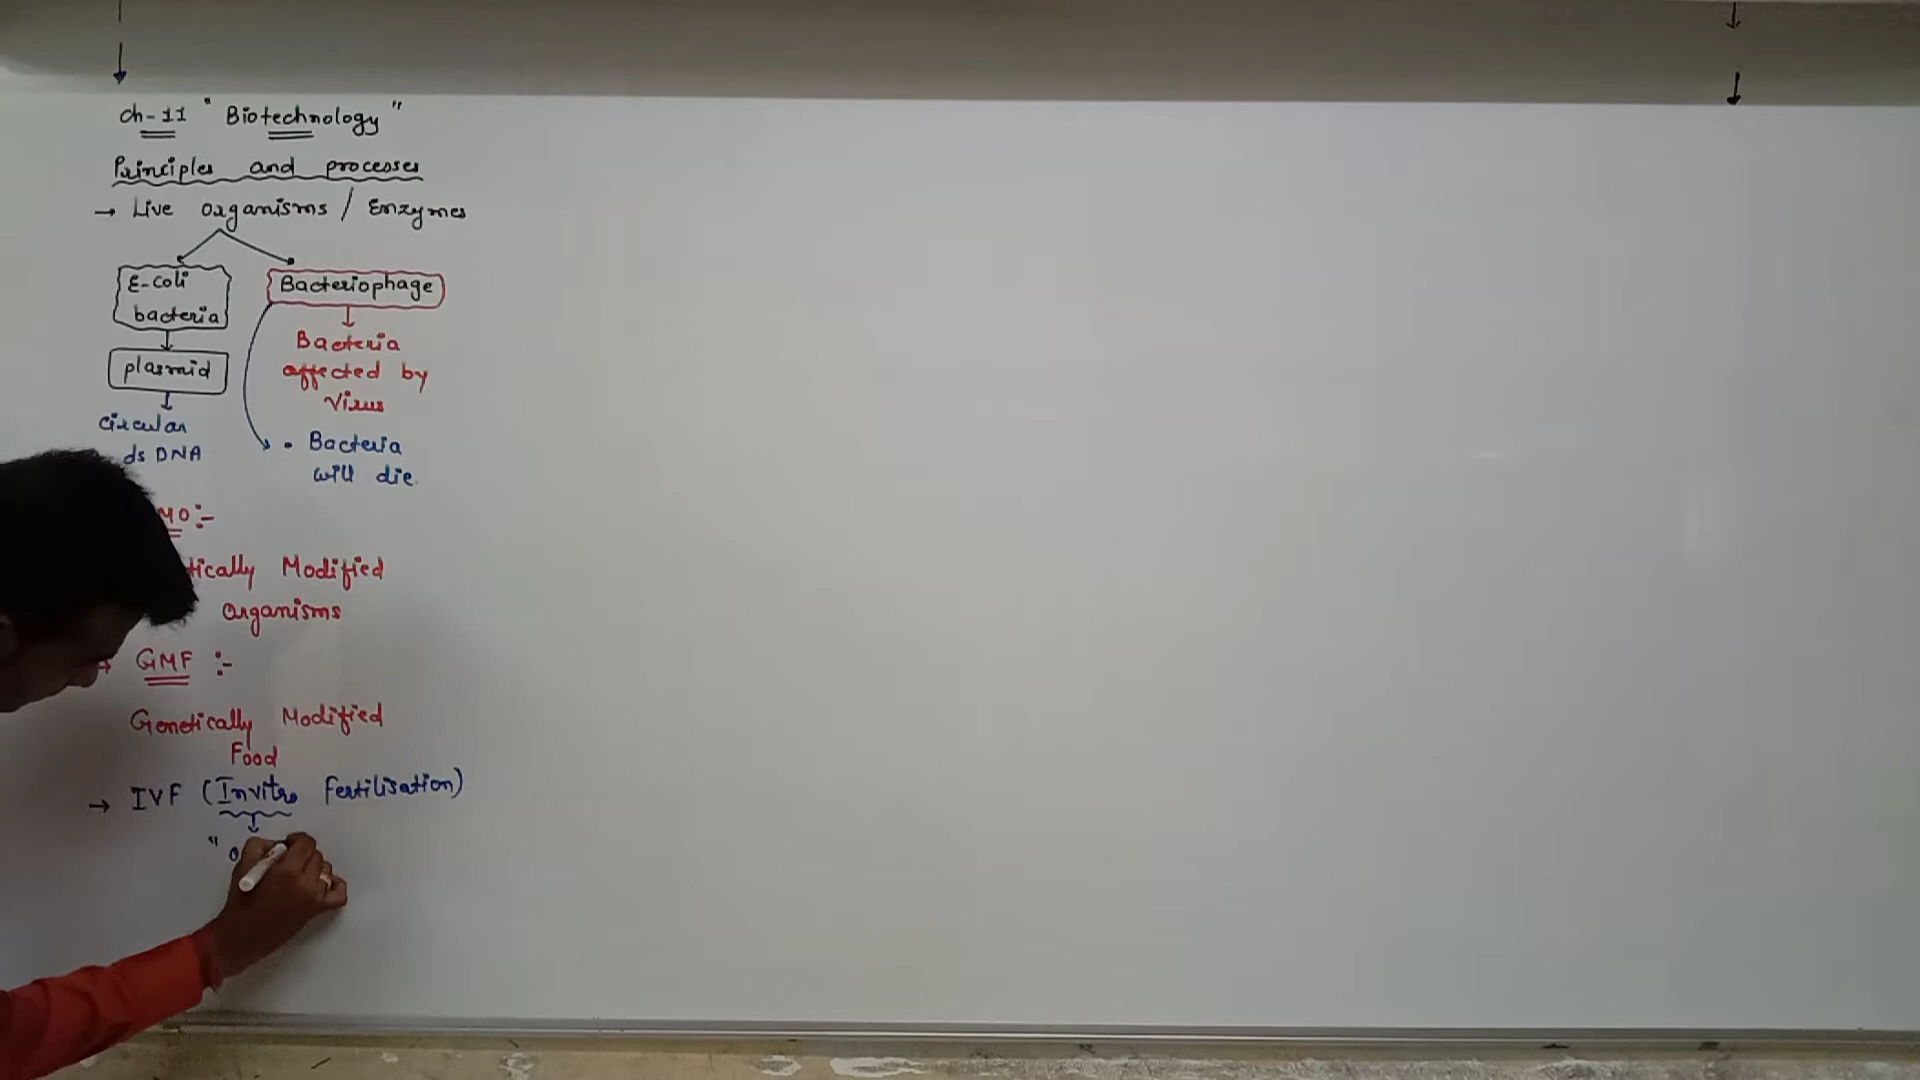 ch-11 "Biotechnology"
Principles and processes
→ Live organisms / Enzymes
E-coli
bacteria
plasmid
circular
ds DNA
Bacteriophage
Bacteria
affected by
Virus
• Bacteria
will die.
MO :-
tically Modified
organisms
→ GMF :-
Genetically Modified
Food
→ IVF (Invitro fertilisation)